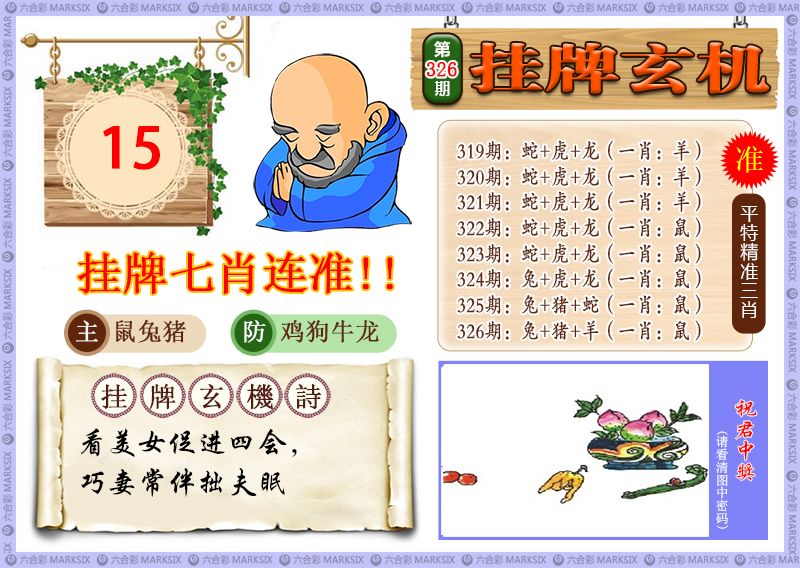 六合彩 MARKSIX
第326期
挂牌玄机
15
挂牌七肖连准!!
主 鼠兔猪
防 鸡狗牛龙
挂牌玄機詩
看美女促进四会，
巧妻常伴拙夫眠
319期：蛇+虎+龙（一肖：羊）
320期：蛇+虎+龙（一肖：羊）
321期：蛇+虎+龙（一肖：羊）
322期：蛇+虎+龙（一肖：鼠）
323期：蛇+虎+龙（一肖：鼠）
324期：兔+虎+龙（一肖：鼠）
325期：兔+猪+蛇（一肖：鼠）
326期：兔+猪+羊（一肖：鼠）
准
平特精准三肖
祝君中獎
（请看清图中密码）